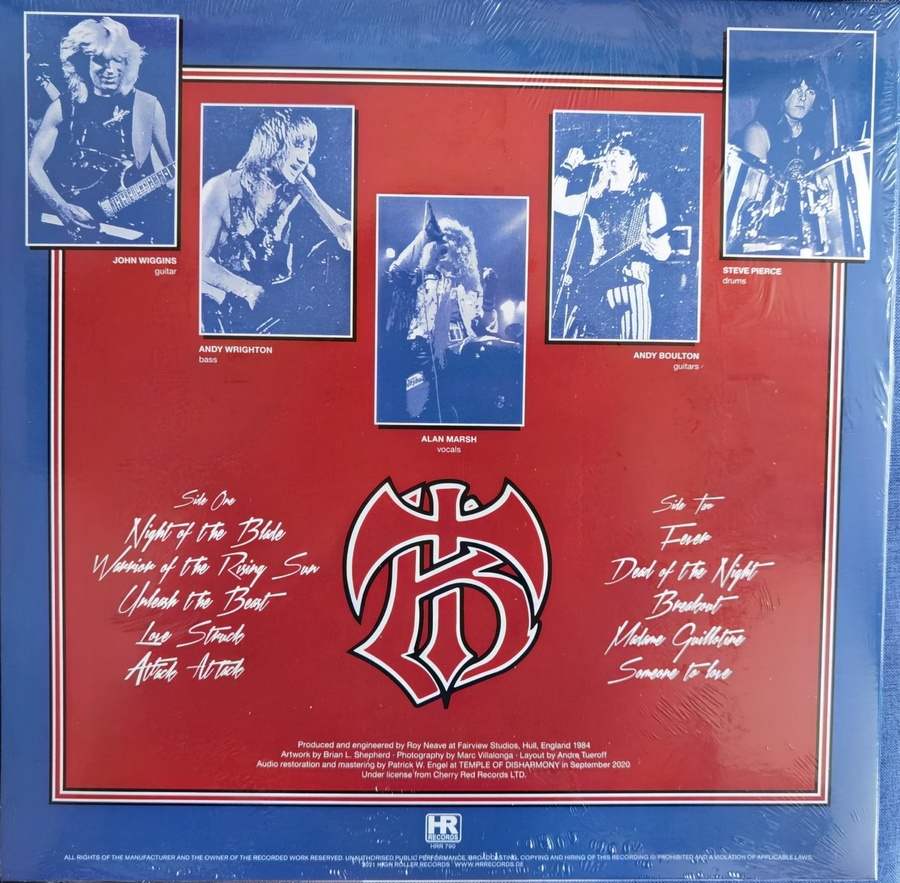 JOHN WIGGINS
guitar
ANDY WRIGHTON
bass
ALAN MARSH
vocals
ANDY BOULTON
guitars
STEVE PIERCE
drums
Side One
Night of the Blade
Warrior of the Rising Sun
Unleash the Beast
Love Struck
Attack Attack
Side Two
Fever
Dead of the Night
Breakout
Madame Guillotine
Someone to love
Produced and engineered by Roy Neave at Fairview Studios, Hull, England 1984
Artwork by Brian L. Shepherd · Photography by Marc Villalonga · Layout by Andre Tueroff
Audio restoration and mastering by Patrick W. Engel at TEMPLE OF DISHARMONY in September 2020
Under license from Cherry Red Records LTD.
HR
RECORDS
HRR 790
ALL RIGHTS OF THE MANUFACTURER AND THE OWNER OF THE RECORDED WORK RESERVED. UNAUTHORISED PUBLIC PERFORMANCE, BROADCASTING, COPYING AND HIRING OF THIS RECORDING IS PROHIBITED AND A VIOLATION OF APPLICABLE LAWS.
2021 HIGH ROLLER RECORDS WWW.HRRECORDS.DE